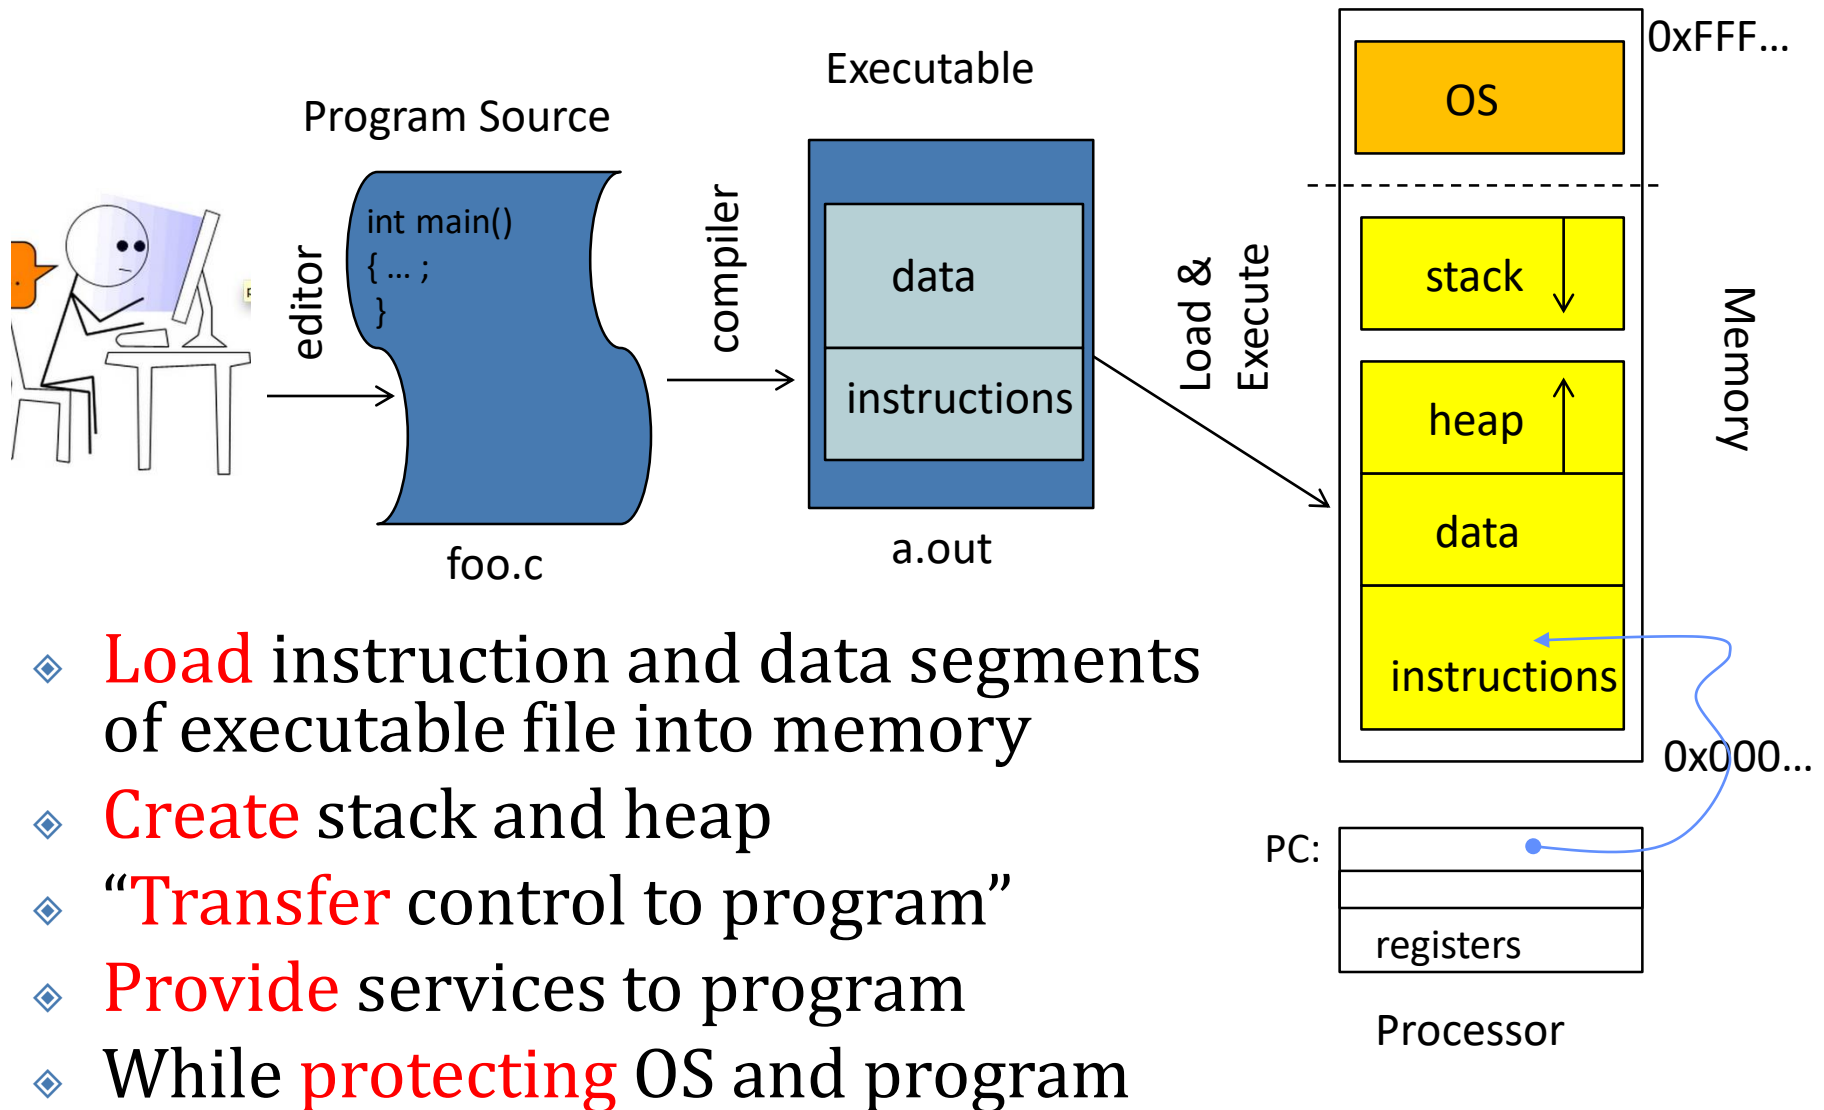 Program Source
Executable
0xFFF...
OS
editor
int main()
{ ... ;
}
foo.c
compiler
data
instructions
a.out
Load &
Execute
stack
heap
data
instructions
Memory
0x000...
PC:
registers
Processor
Load instruction and data segments
of executable file into memory
Create stack and heap
“Transfer control to program”
Provide services to program
While protecting OS and program